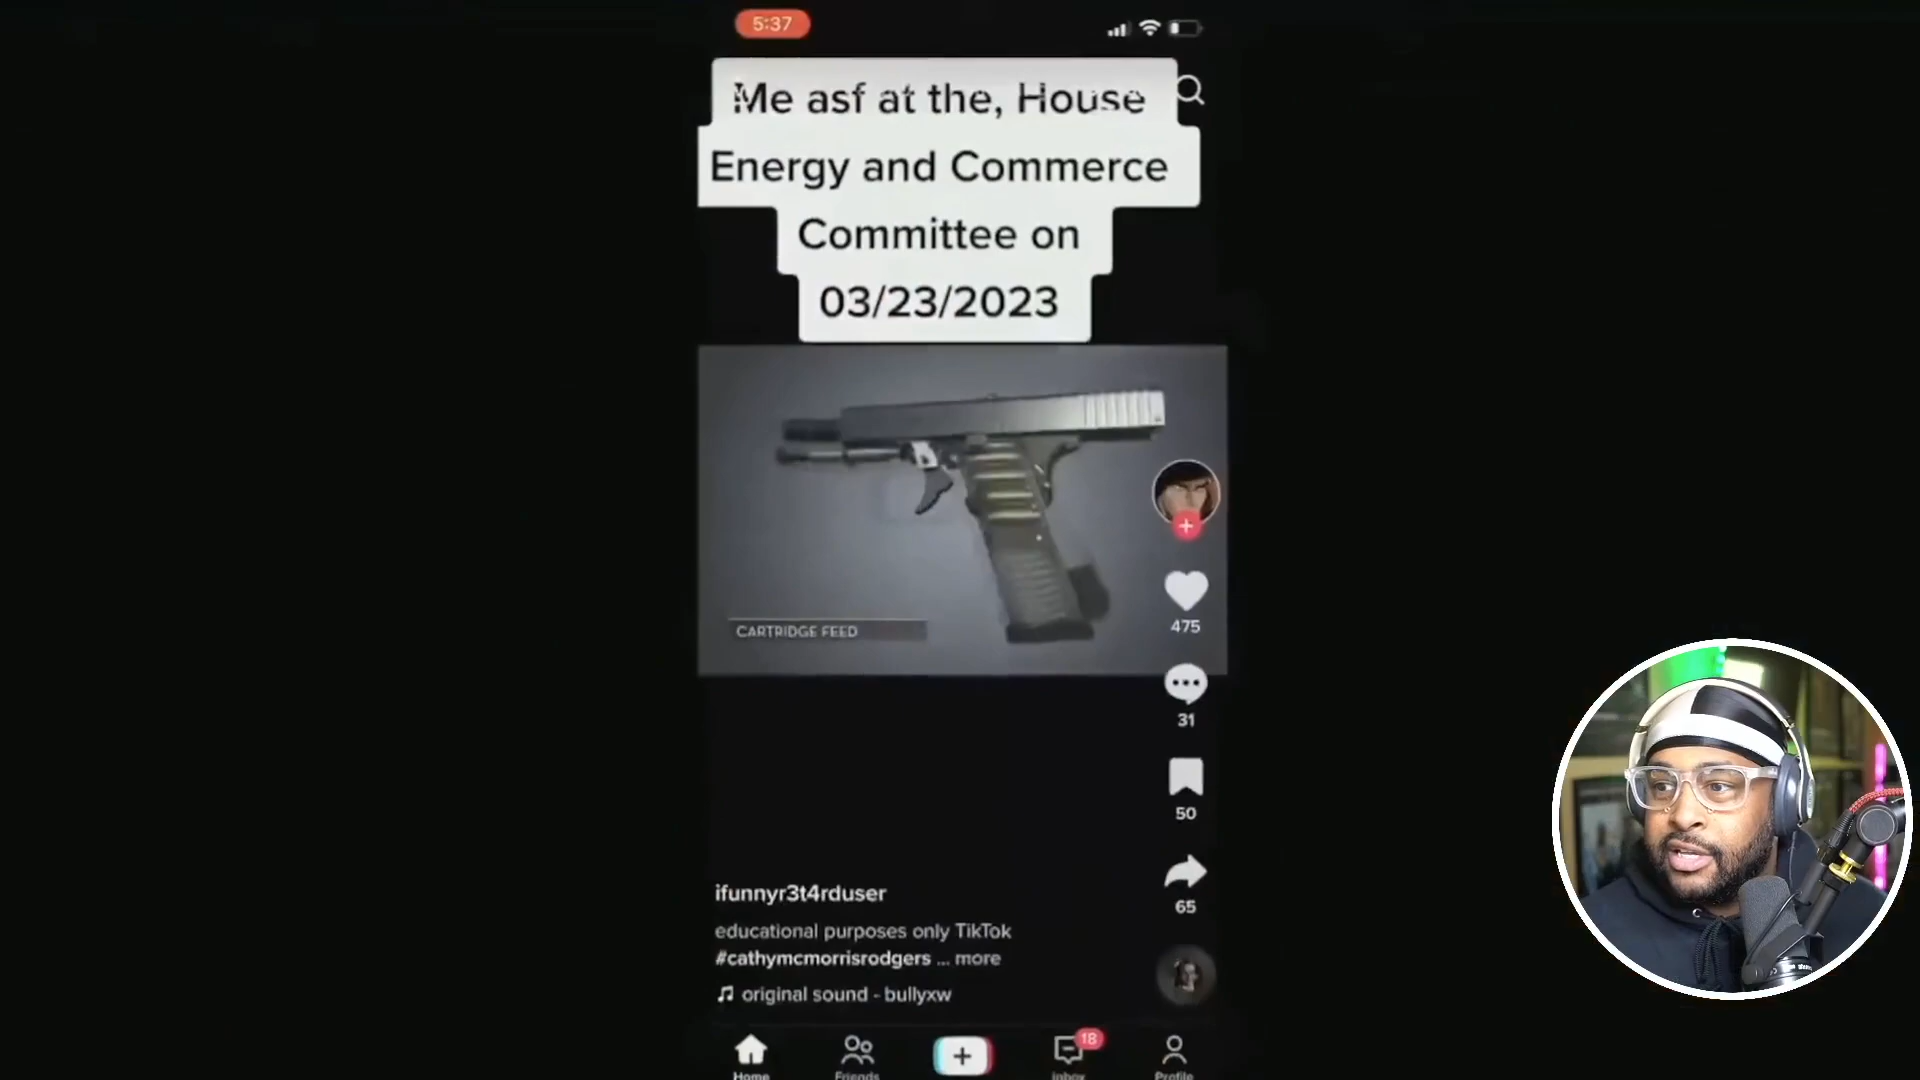 5:37
Me asf at the, House
Energy and Commerce
Committee on
03/23/2023
CARTRIDGE FEED
475
31
50
65
ifunnyr3t4rduser
educational purposes only TikTok
#cathymcmorrisrodgers ... more
original sound - bullyxw
18
Home
Friends
Inbox
Profile